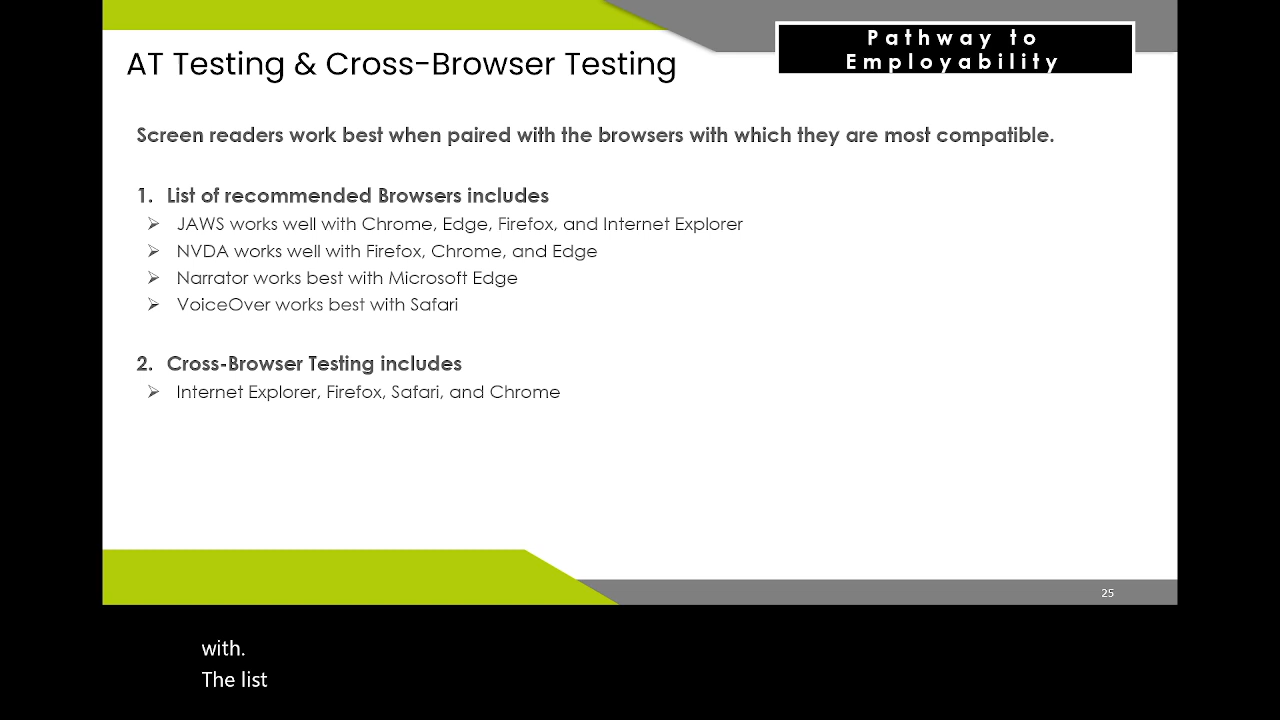 Pathway to
Employability
AT Testing & Cross-Browser Testing
Screen readers work best when paired with the browsers with which they are most compatible.
1. List of recommended Browsers includes
➢ JAWS works well with Chrome, Edge, Firefox, and Internet Explorer
➢ NVDA works well with Firefox, Chrome, and Edge
➢ Narrator works best with Microsoft Edge
➢ VoiceOver works best with Safari
2. Cross-Browser Testing includes
➢ Internet Explorer, Firefox, Safari, and Chrome
25
with.
The list